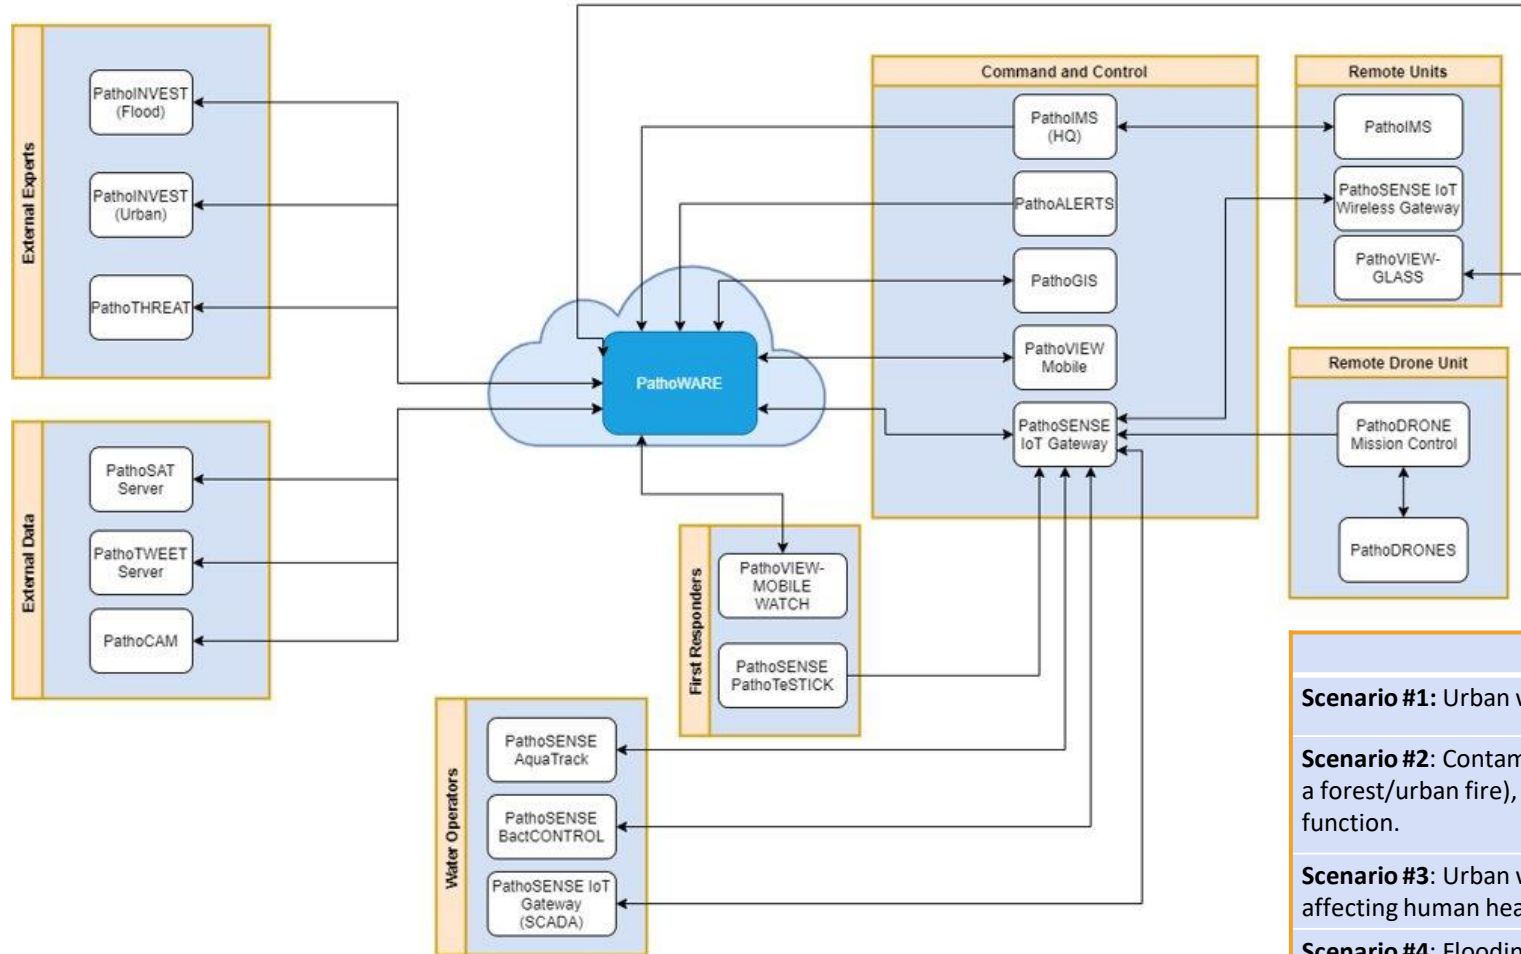 External Experts
PathoINVEST
(Flood)
PathoINVEST
(Urban)
PathoTHREAT
External Data
PathoSAT
Server
PathoTWEET
Server
PathoCAM
PathoWARE
Command and Control
PathoIMS
(HQ)
PathoALERTS
PathoGIS
PathoVIEW
Mobile
PathoSENSE
IoT Gateway
Remote Units
PathoIMS
PathoSENSE IoT
Wireless Gateway
PathoVIEW-
GLASS
Remote Drone Unit
PathoDRONE
Mission Control
PathoDRONES
First Responders
PathoVIEW-
MOBILE
WATCH
PathoSENSE
PathoTeSTICK
Water Operators
PathoSENSE
AquaTrack
PathoSENSE
BactCONTROL
PathoSENSE IoT
Gateway
(SCADA)
Scenario #1: Urban
Scenario #2: Contam
a forest/urban fire),
function.
Scenario #3: Urban
affecting human hea
Scenario #4: Floodin